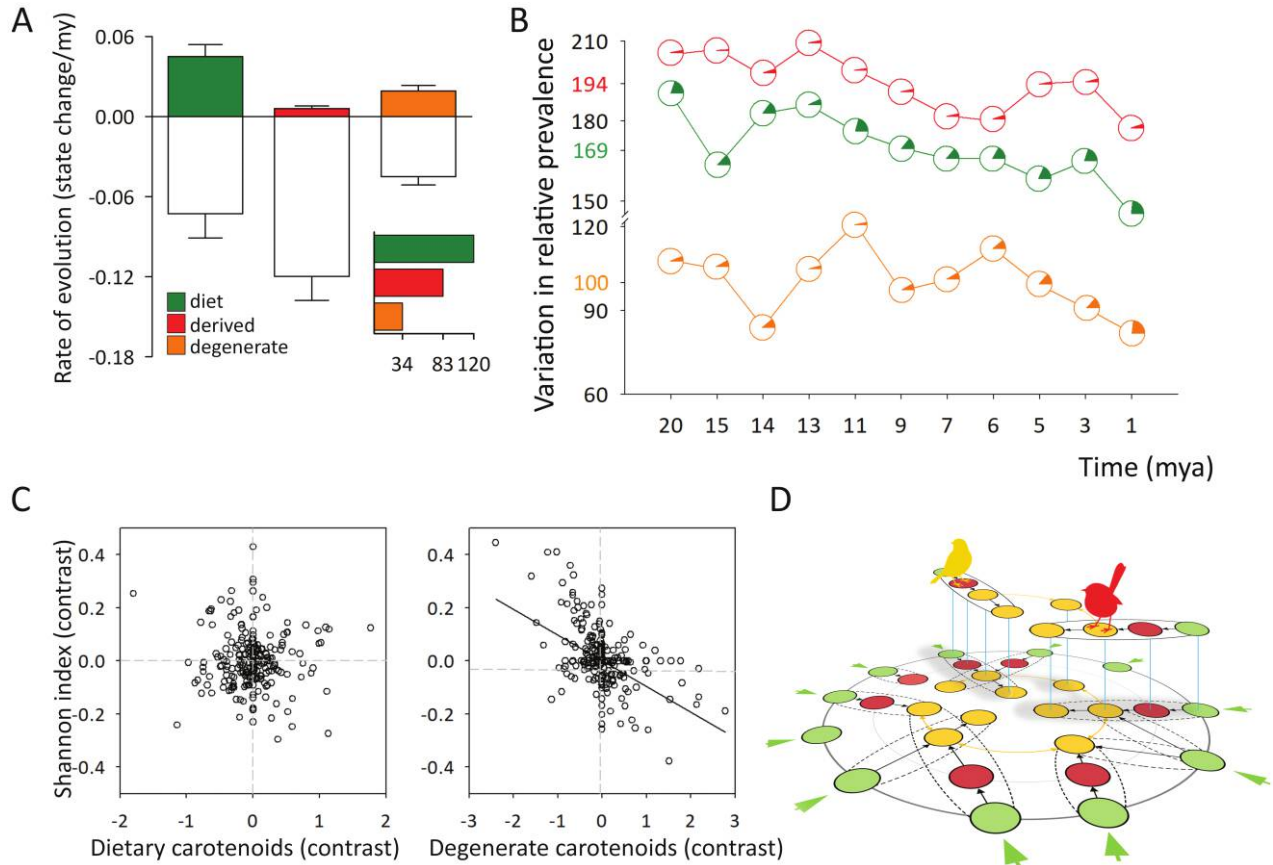 A
Rate of evolution (state change/my)
0.06
0.00
-0.06
-0.12
-0.18
diet
derived
degenerate
34 83 120
B
Variation in relative prevalence
210
194
180
169
150
120
100
90
60
20 15 14 13 11 9 7 6 5 3 1
Time (mya)
C
Shannon index (contrast)
0.4
0.2
0.0
-0.2
-0.4
-2 -1 0 1 2
Dietary carotenoids (contrast)
0.4
0.2
0.0
-0.2
-0.4
-3 -2 -1 0 1 2 3
Degenerate carotenoids (contrast)
D